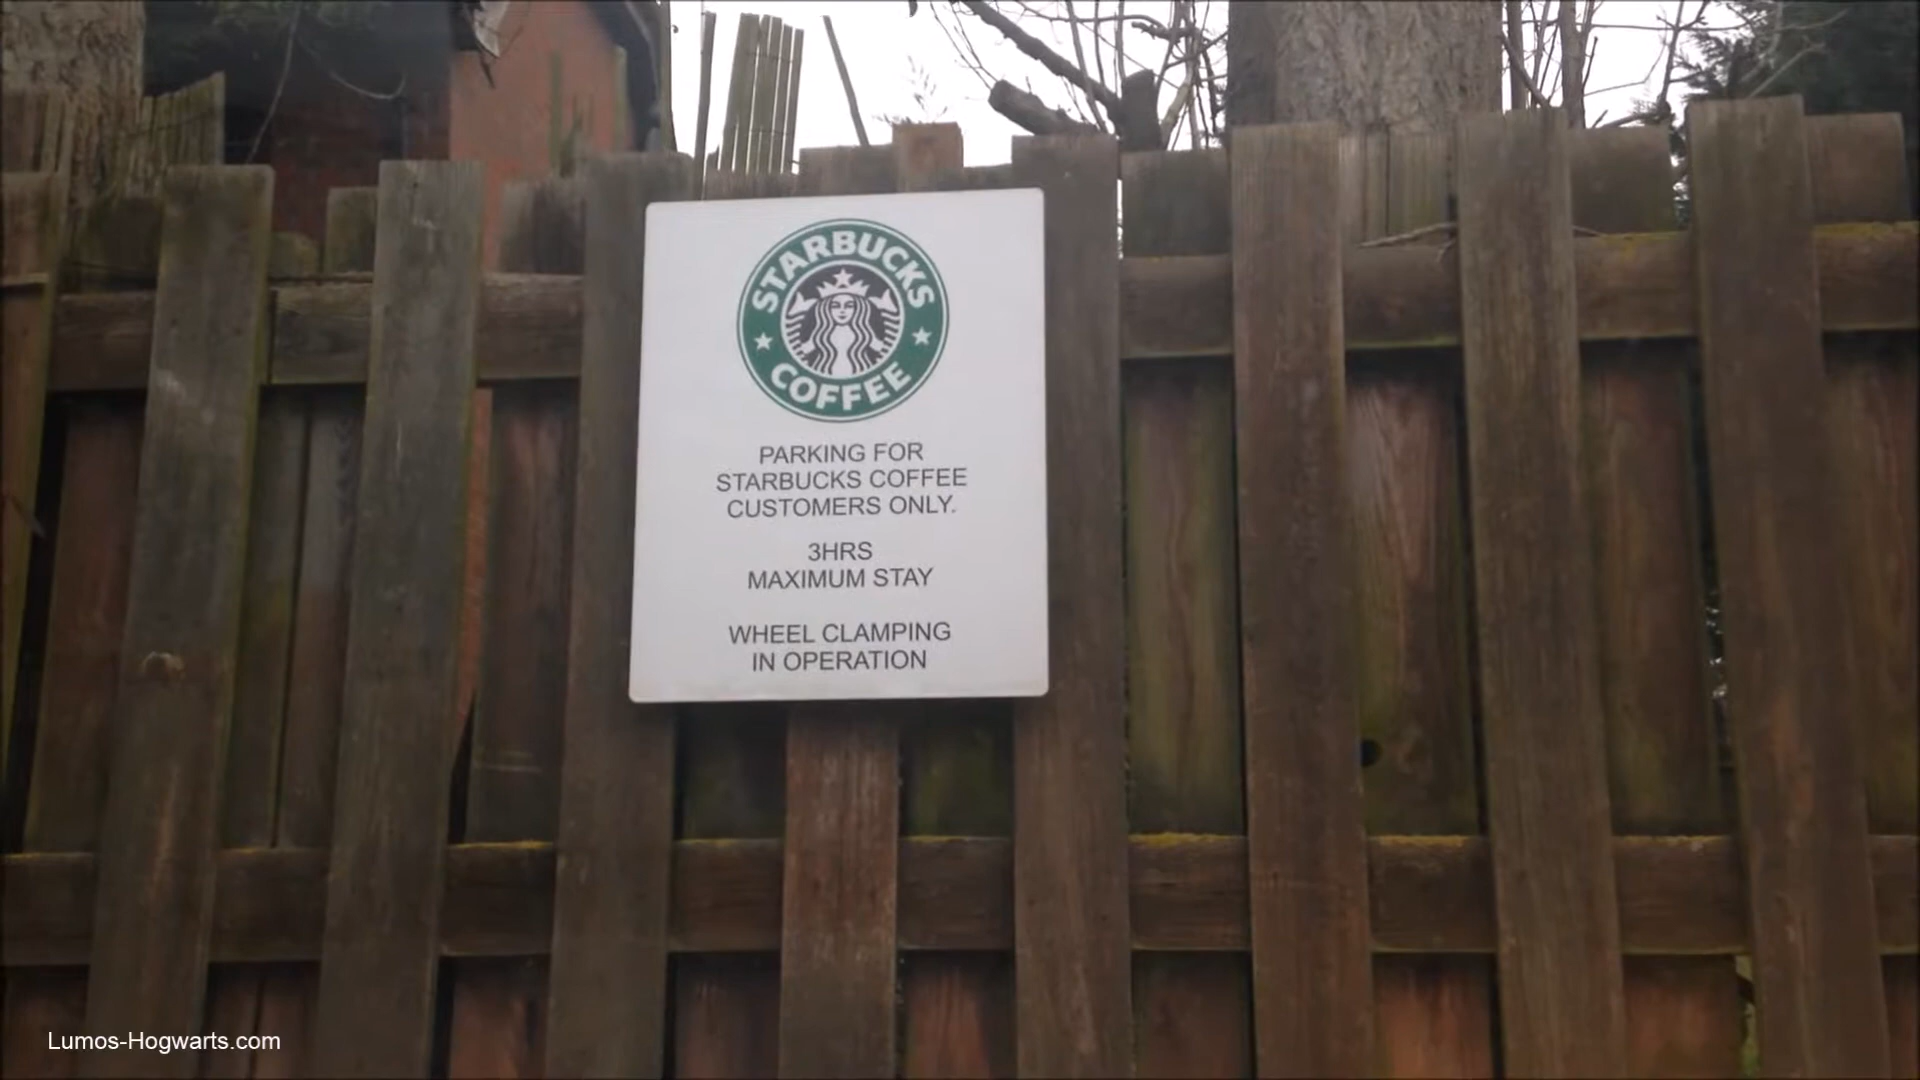 STARBUCKS
COFFEE
PARKING FOR
STARBUCKS COFFEE
CUSTOMERS ONLY.
3HRS
MAXIMUM STAY
WHEEL CLAMPING
IN OPERATION
Lumos-Hogwarts.com